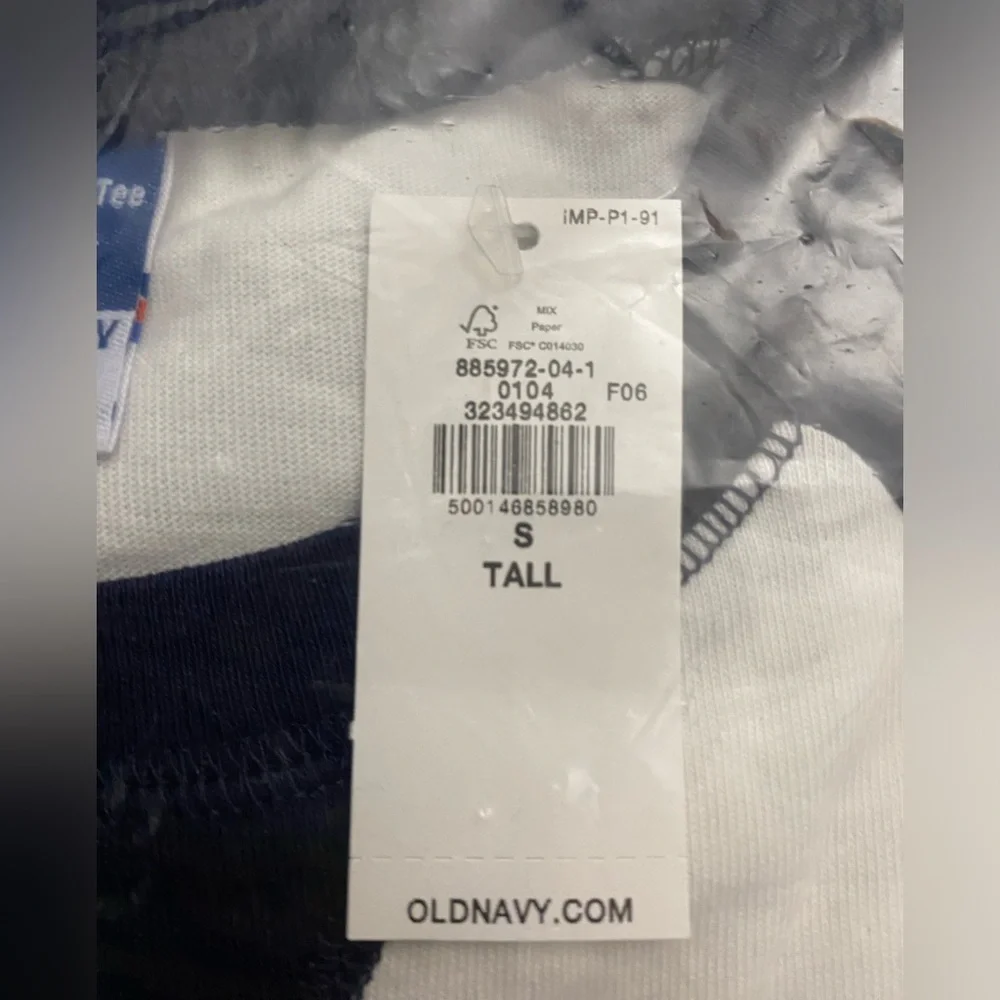 Tee
Y
IMP-P1-91
MIX
Paper
FSC
FSC® C014030
885972-04-1
0104 F06
323494862
500146858980
S
TALL
OLDNAVY.COM